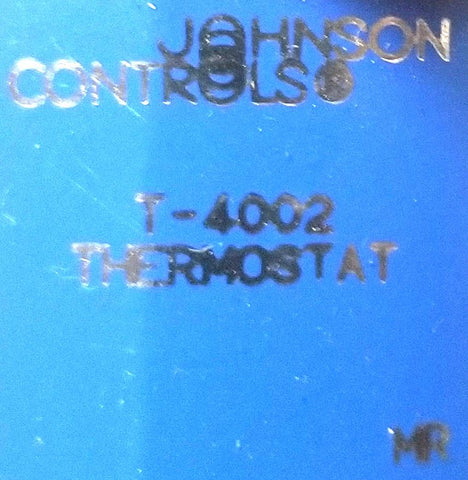 JOHNSON
CONTROLS®
T-4002
THERMOSTAT
MR